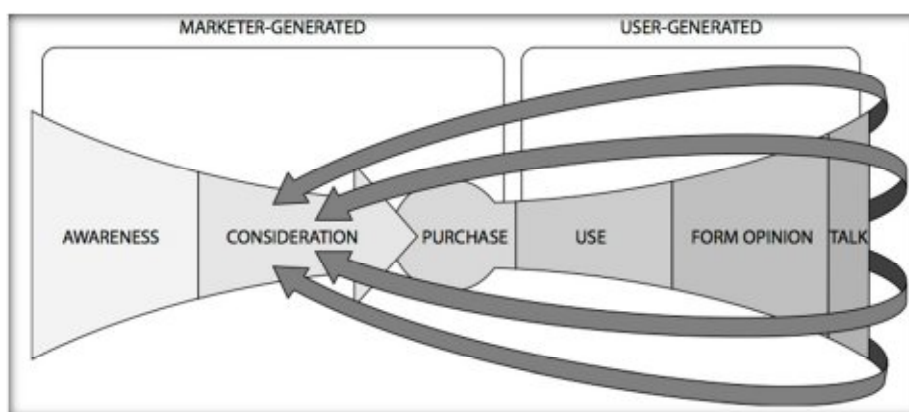 MARKETER-GENERATED
USER-GENERATED
AWARENESS
CONSIDERATION
PURCHASE
USE
FORM OPINION
TALK